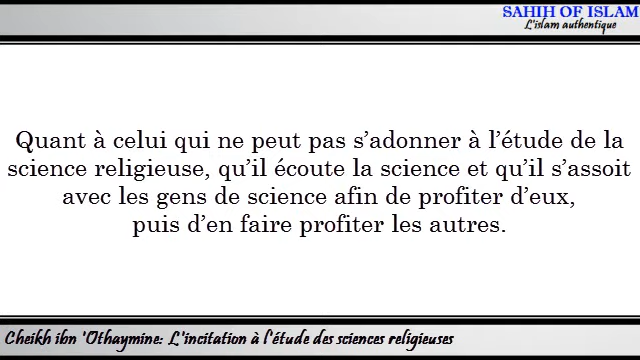 SAHIH OF ISLAM
L'islam authentique
Quant à celui qui ne peut pas s’adonner à l’étude de la
science religieuse, qu’il écoute la science et qu’il s’assoit
avec les gens de science afin de profiter d’eux,
puis d’en faire profiter les autres.
Cheikh ibn 'Othaymine: L'incitation à l'étude des sciences religieuses